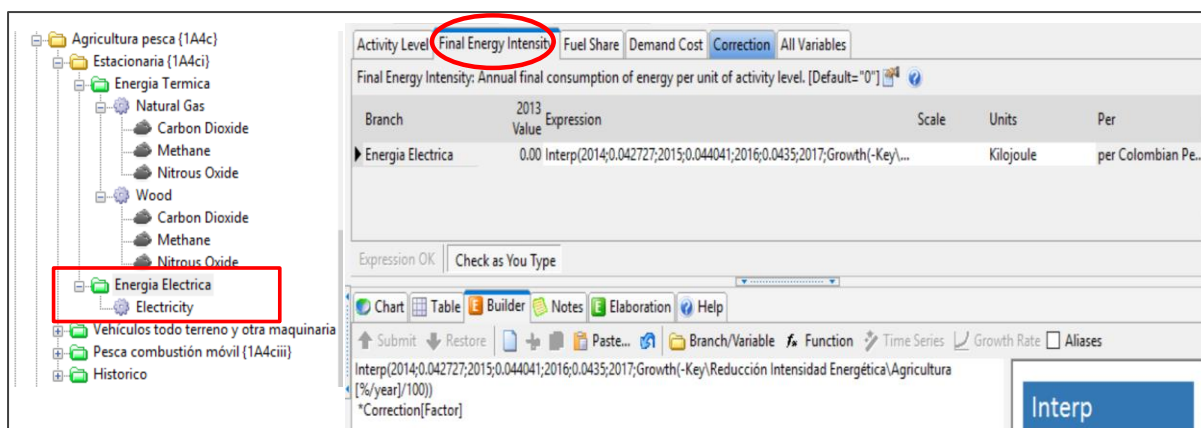 Agricultura pesca {1A4c}
Estacionaria {1A4ci}
Energia Termica
Natural Gas
Carbon Dioxide
Methane
Nitrous Oxide
Wood
Carbon Dioxide
Methane
Nitrous Oxide
Energia Electrica
Electricity
Vehículos todo terreno y otra maquinaria
Pesca combustión móvil {1A4ciii}
Historico
Activity Level Final Energy Intensity Fuel Share Demand Cost Correction All Variables
Final Energy Intensity: Annual final consumption of energy per unit of activity level. [Default="0"]
Branch 2013 Value Expression Scale Units Per
Energia Electrica 0.00 Interp(2014;0.042727;2015;0.044041;2016;0.0435;2017;Growth(-Key\... Kilojoule per Colombian Pe...
Expression OK Check as You Type
Chart Table Builder Notes Elaboration Help
Submit Restore Paste... Branch/Variable fx Function Time Series Growth Rate Aliases
Interp(2014;0.042727;2015;0.044041;2016;0.0435;2017;Growth(-Key\Reducción Intensidad Energética\Agricultura
[%/year]/100))
*Correction[Factor]
Interp